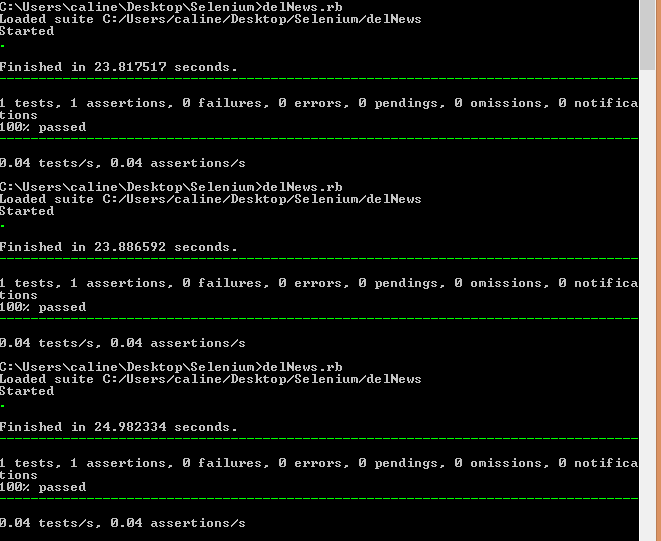 C:\Users\caline\Desktop\Selenium>delNews.rb
Loaded suite C:/Users/caline/Desktop/Selenium/delNews
Started
.
Finished in 23.817517 seconds.
--------------------------------------------------------------------------------
1 tests, 1 assertions, 0 failures, 0 errors, 0 pendings, 0 omissions, 0 notifica
tions
100% passed
--------------------------------------------------------------------------------
0.04 tests/s, 0.04 assertions/s
C:\Users\caline\Desktop\Selenium>delNews.rb
Loaded suite C:/Users/caline/Desktop/Selenium/delNews
Started
.
Finished in 23.886592 seconds.
--------------------------------------------------------------------------------
1 tests, 1 assertions, 0 failures, 0 errors, 0 pendings, 0 omissions, 0 notifica
tions
100% passed
--------------------------------------------------------------------------------
0.04 tests/s, 0.04 assertions/s
C:\Users\caline\Desktop\Selenium>delNews.rb
Loaded suite C:/Users/caline/Desktop/Selenium/delNews
Started
.
Finished in 24.982334 seconds.
--------------------------------------------------------------------------------
1 tests, 1 assertions, 0 failures, 0 errors, 0 pendings, 0 omissions, 0 notifica
tions
100% passed
--------------------------------------------------------------------------------
0.04 tests/s, 0.04 assertions/s